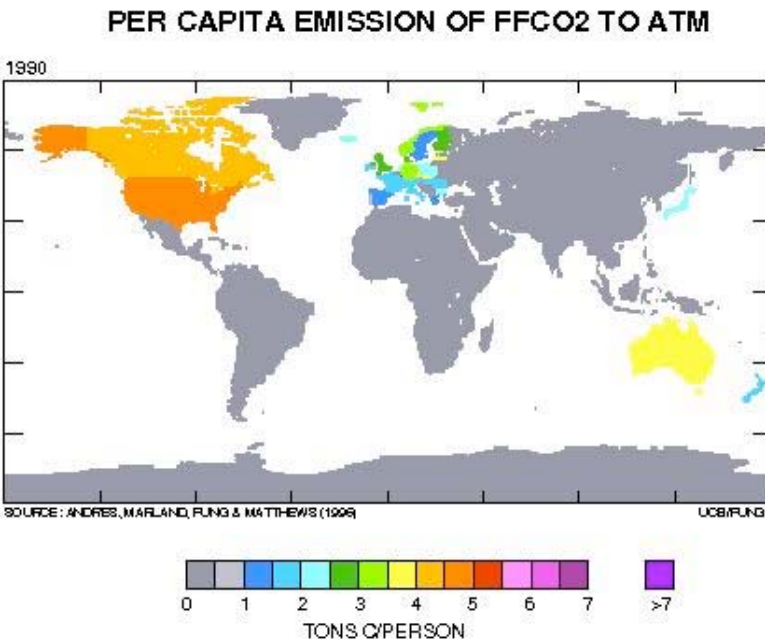 PER CAPITA EMISSION OF FFCO2 TO ATM
1990
SOURCE: ANDRES, MARLAND, FUNG & MATTHEWS (1996)
UCB/FUNG
0 1 2 3 4 5 6 7 >7
TONS C/PERSON